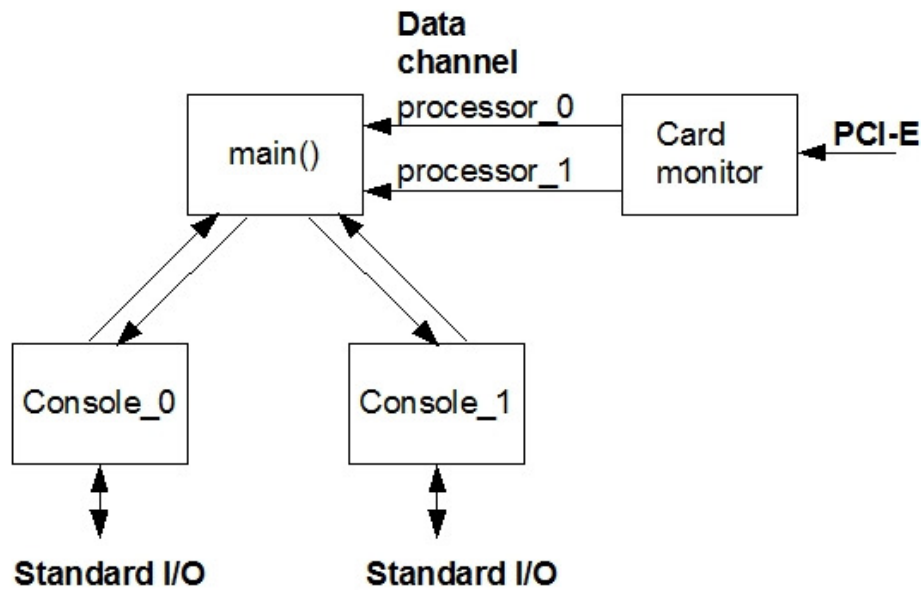 Data
channel
processor_0
processor_1
main()
Card
monitor
PCI-E
Console_0
Console_1
Standard I/O
Standard I/O